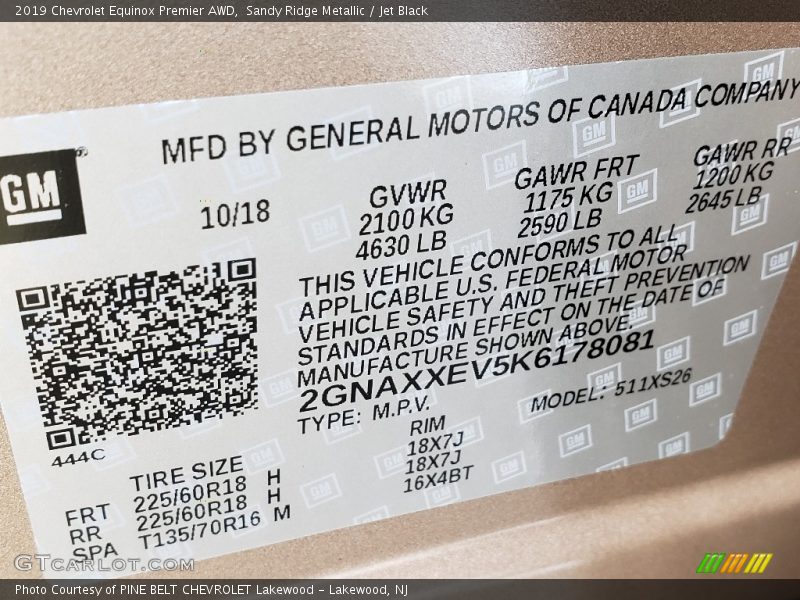 2019 Chevrolet Equinox Premier AWD, Sandy Ridge Metallic / Jet Black
MFD BY GENERAL MOTORS OF CANADA COMPANY
GM
10/18
GVWR
2100 KG
4630 LB
GAWR FRT
1175 KG
2590 LB
GAWR RR
1200 KG
2645 LB
THIS VEHICLE CONFORMS TO ALL
APPLICABLE U.S. FEDERAL MOTOR
VEHICLE SAFETY AND THEFT PREVENTION
STANDARDS IN EFFECT ON THE DATE OF
MANUFACTURE SHOWN ABOVE.
2GNAXXEV5K6178081
TYPE: M.P.V.
MODEL: 511XS26
444C
TIRE SIZE
RIM
FRT 225/60R18 H 18X7J
RR 225/60R18 H 18X7J
SPA T135/70R16 M 16X4BT
GTCarLot.com
Photo Courtesy of PINE BELT CHEVROLET Lakewood - Lakewood, NJ